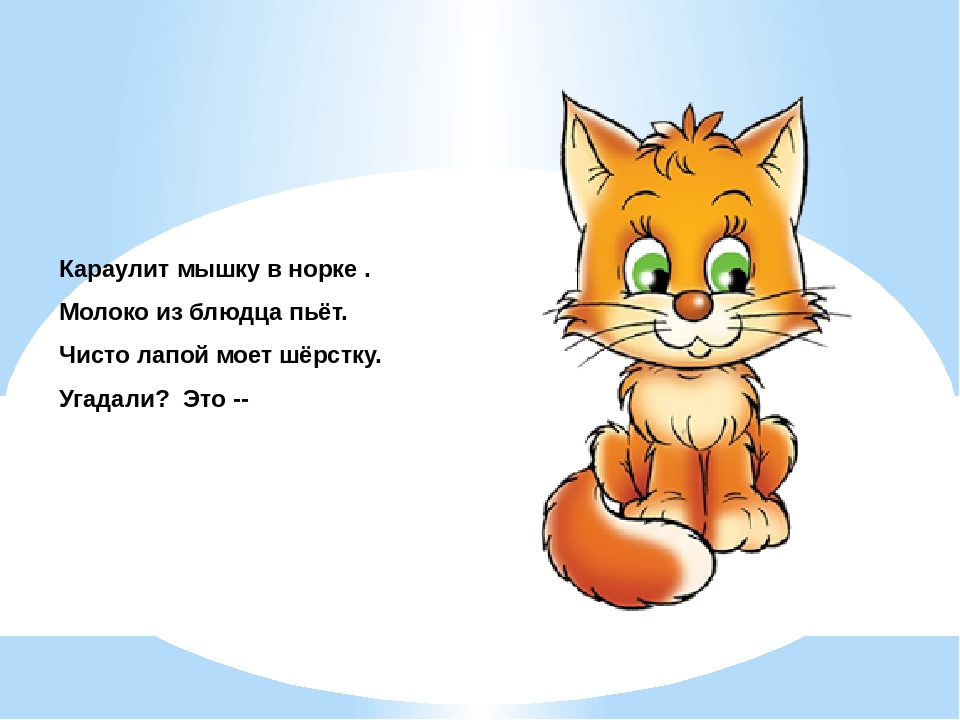 Караулит мышку в норке .
Молоко из блюдца пьёт.
Чисто лапой моет шёрстку.
Угадали?  Это --